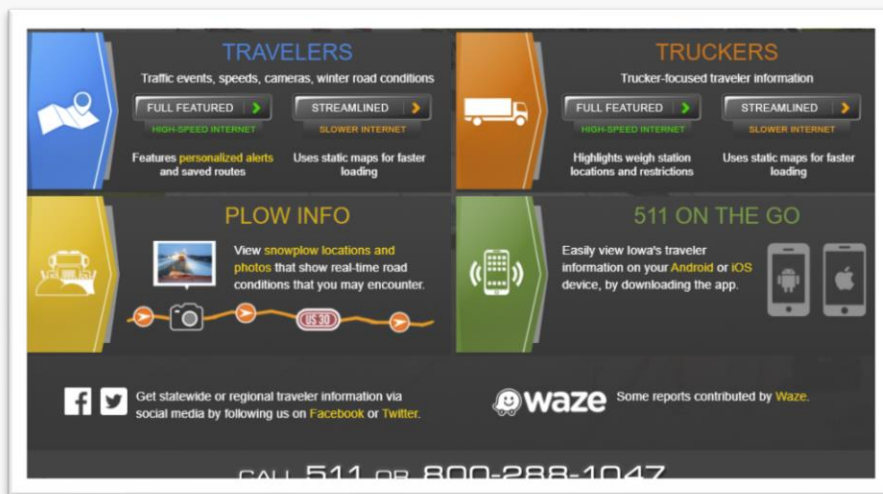 TRAVELERS
Traffic events, speeds, cameras, winter road conditions
FULL FEATURED
HIGH-SPEED INTERNET
Features personalized alerts
and saved routes
STREAMLINED
SLOWER INTERNET
Uses static maps for faster
loading
TRUCKERS
Trucker-focused traveler information
FULL FEATURED
HIGH-SPEED INTERNET
Highlights weigh station
locations and restrictions
STREAMLINED
SLOWER INTERNET
Uses static maps for faster
loading
PLOW INFO
View snowplow locations and
photos that show real-time road
conditions that you may encounter.
US 30
511 ON THE GO
Easily view Iowa's traveler
information on your Android or iOS
device, by downloading the app.
Get statewide or regional traveler information via
social media by following us on Facebook or Twitter.
waze
Some reports contributed by Waze.
CALL 511 OR 800-288-1047